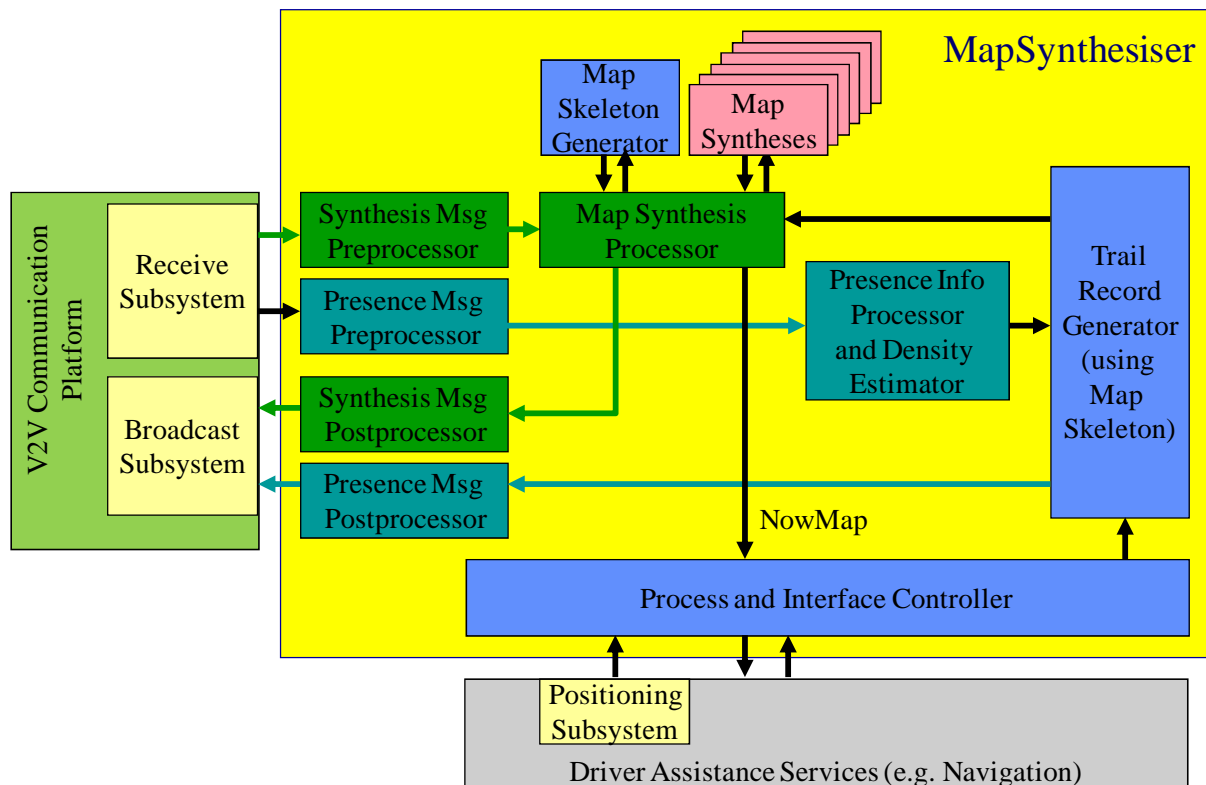 MapSynthesiser
Map
Skeleton
Generator
Map
Syntheses
V2V Communication
Platform
Receive
Subsystem
Broadcast
Subsystem
Synthesis Msg
Preprocessor
Presence Msg
Preprocessor
Synthesis Msg
Postprocessor
Presence Msg
Postprocessor
Map Synthesis
Processor
Presence Info
Processor
and Density
Estimator
Trail
Record
Generator
(using
Map
Skeleton)
NowMap
Process and Interface Controller
Positioning
Subsystem
Driver Assistance Services (e.g. Navigation)